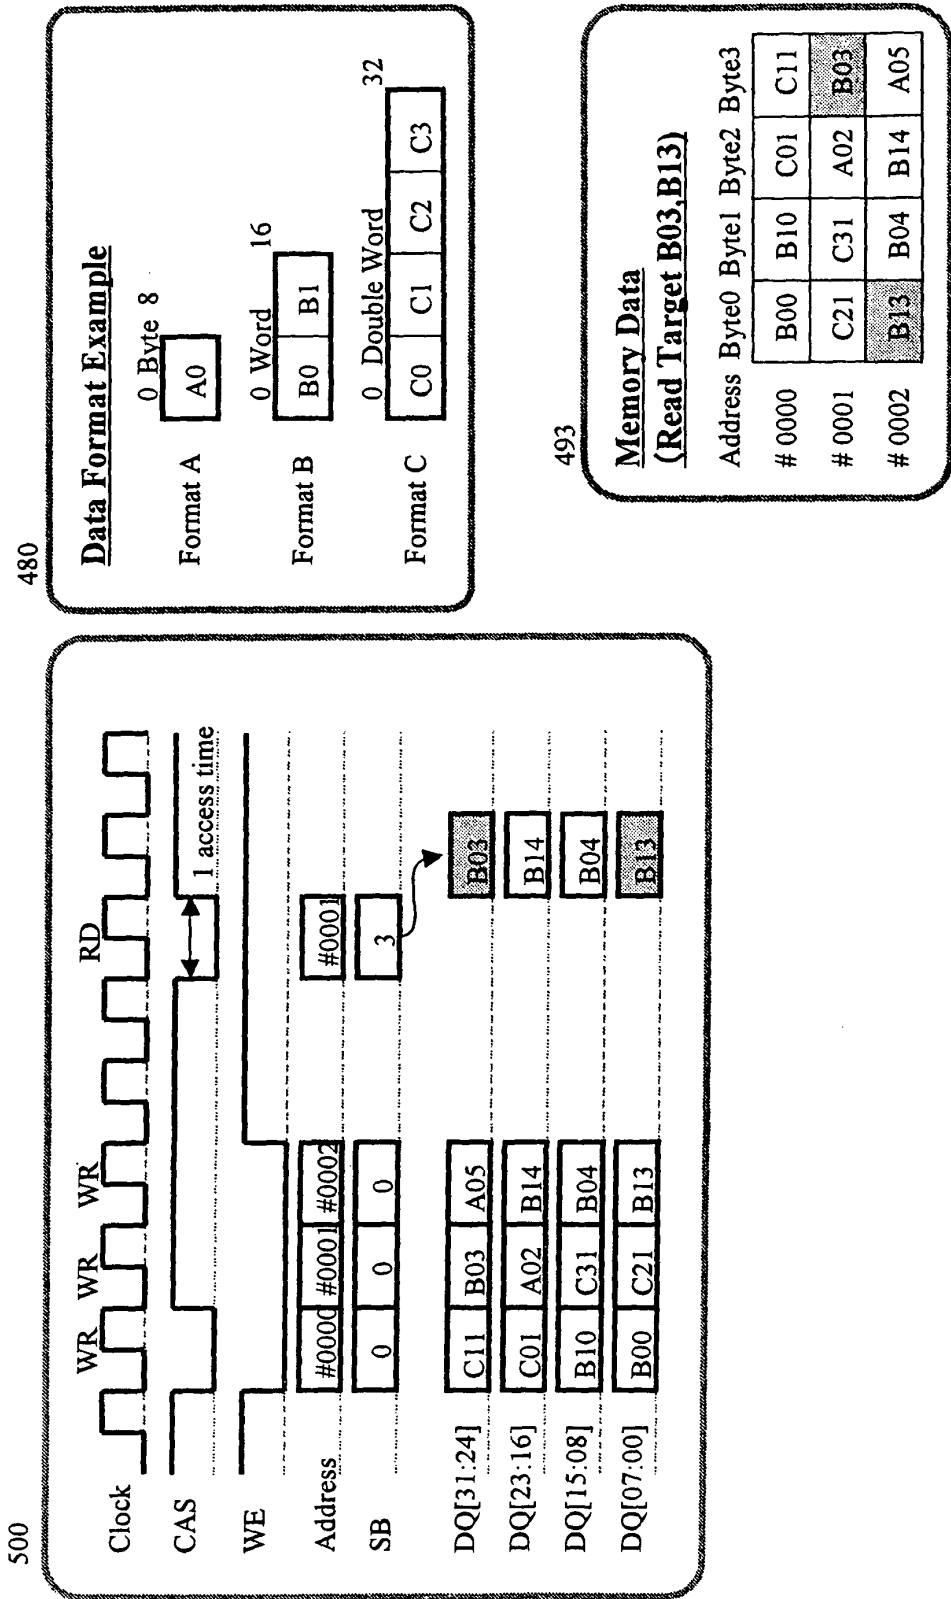 500
Clock
WR WR WR RD
CAS
1 access time
WE
Address #0000 #0001 #0002 #0001
SB 0 0 0 3
DQ[31:24] C11 B03 A05 B03
DQ[23:16] C01 A02 B14 B14
DQ[15:08] B10 C31 B04 B04
DQ[07:00] B00 C21 B13 B13
480
Data Format Example
0 Byte 8
Format A A0
0 Word 16
Format B B0 B1
0 Double Word 32
Format C C0 C1 C2 C3
493
Memory Data
(Read Target B03,B13)
Address Byte0 Byte1 Byte2 Byte3
# 0000 B00 B10 C01 C11
# 0001 C21 C31 A02 B03
# 0002 B13 B04 B14 A05